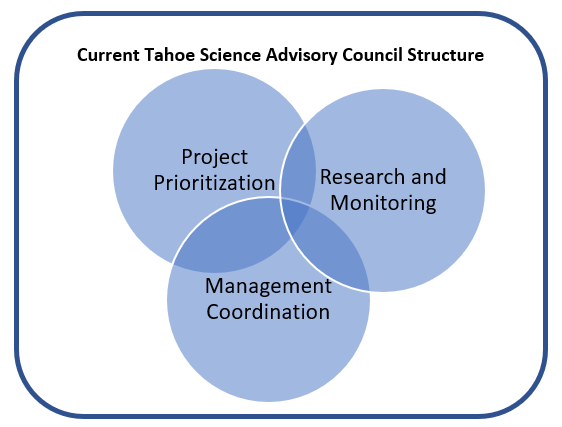 Current Tahoe Science Advisory Council Structure
Project
Prioritization
Research and
Monitoring
Management
Coordination